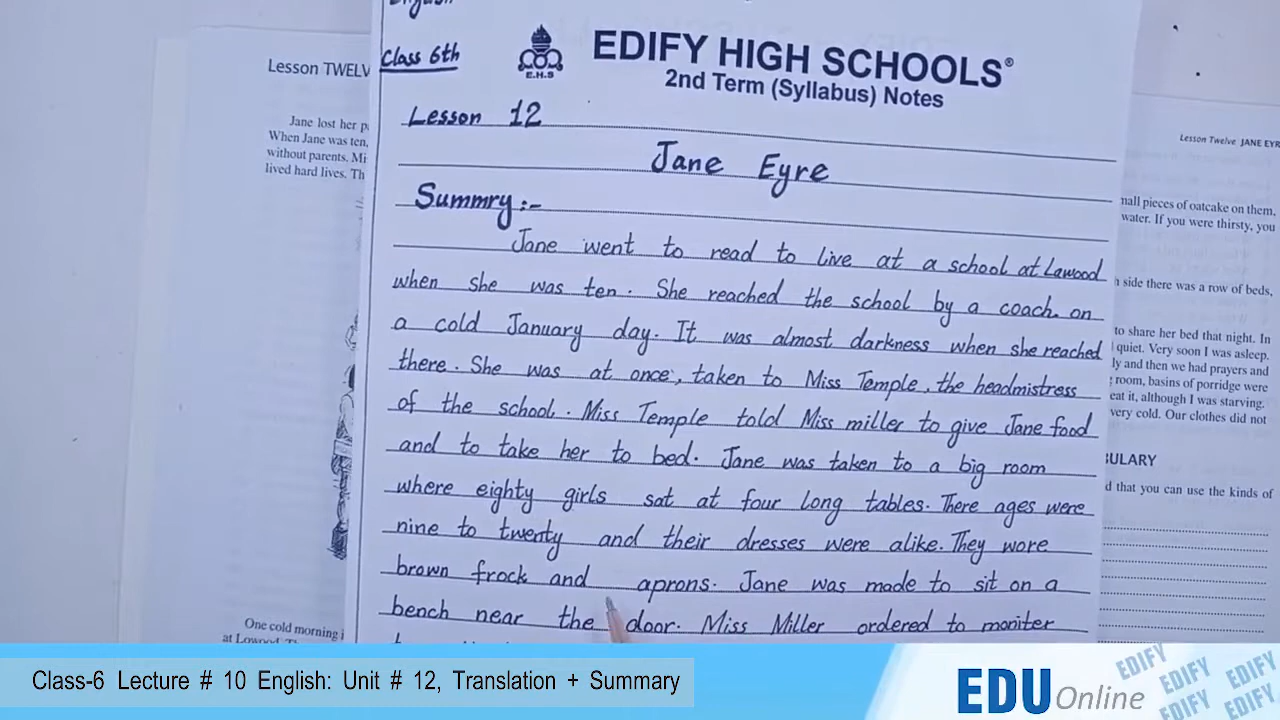 English
Class 6th
E.H.S
EDIFY HIGH SCHOOLS®
2nd Term (Syllabus) Notes
Lesson 12
Jane Eyre
Summry:-
Jane went to read to live at a school at Lawood
when she was ten. She reached the school by a coach on
a cold January day. It was almost darkness when she reached
there. She was at once, taken to Miss Temple, the headmistress
of the school. Miss Temple told Miss miller to give Jane food
and to take her to bed. Jane was taken to a big room
where eighty girls sat at four long tables. There ages were
nine to twenty and their dresses were alike. They wore
brown frock and aprons. Jane was made to sit on a
bench near the door. Miss Miller ordered to moniter
Lesson TWELV
Jane lost her p
When Jane was ten,
without parents. Mi
lived hard lives. Th
One cold morning i
at Lowood.
Lesson Twelve JANE EYR
nall pieces of oatcake on them,
water. If you were thirsty, you
n side there was a row of beds,
to share her bed that night. In
quiet. Very soon I was asleep.
ly and then we had prayers and
room, basins of porridge were
eat it, although I was starving.
very cold. Our clothes did not
BULARY
d that you can use the kinds of
Class-6 Lecture # 10 English: Unit # 12, Translation + Summary
EDU Online
EDIFY EDIFY EDIFY
EDIFY EDIFY EDIFY